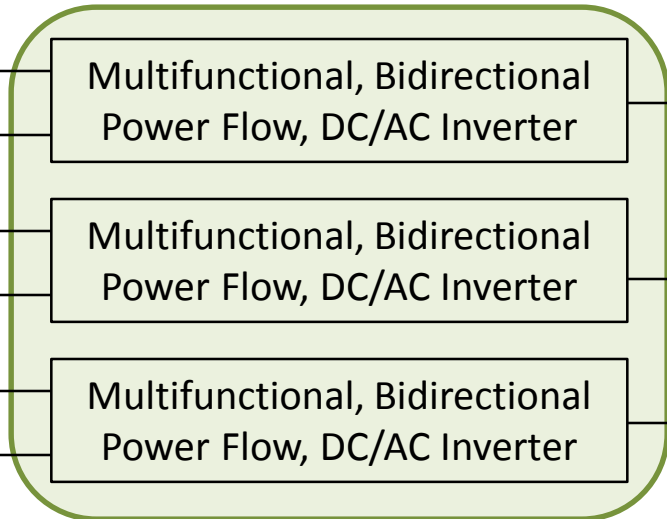 Multifunctional, Bidirectional
Power Flow, DC/AC Inverter
Multifunctional, Bidirectional
Power Flow, DC/AC Inverter
Multifunctional, Bidirectional
Power Flow, DC/AC Inverter